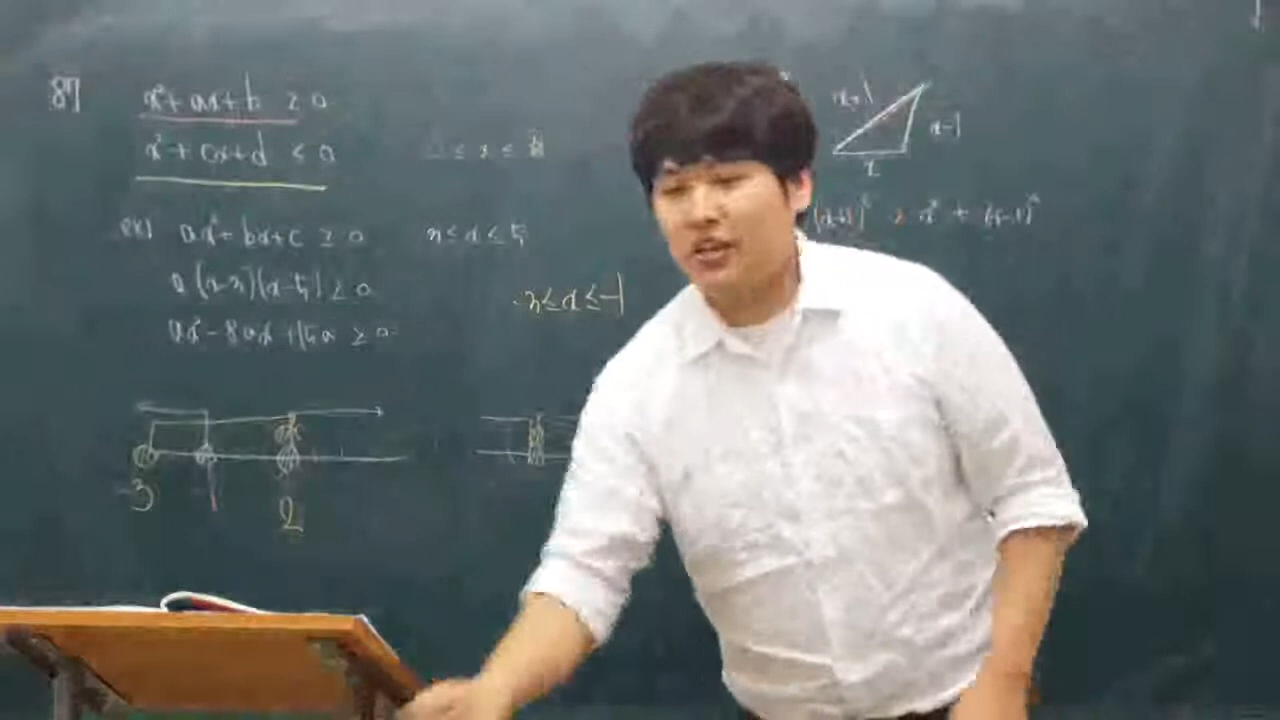 87
x²+ax+b ≥ 0
x²+cx+d ≤ 0
ex) ax²+bx+c ≥ 0
a(x-3)(x-5) ≥ 0
ax²-8ax+15a ≥ 0
3≤x≤5
-3≤x≤-1
-3
2
x+1
x-1
x
(x+1)² > x² + (x-1)²